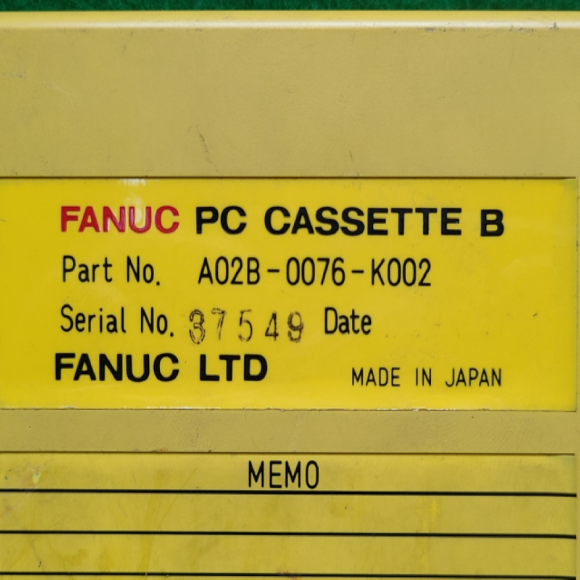 FANUC PC CASSETTE B
Part No. A02B-0076-K002
Serial No. 37549 Date
FANUC LTD MADE IN JAPAN
MEMO